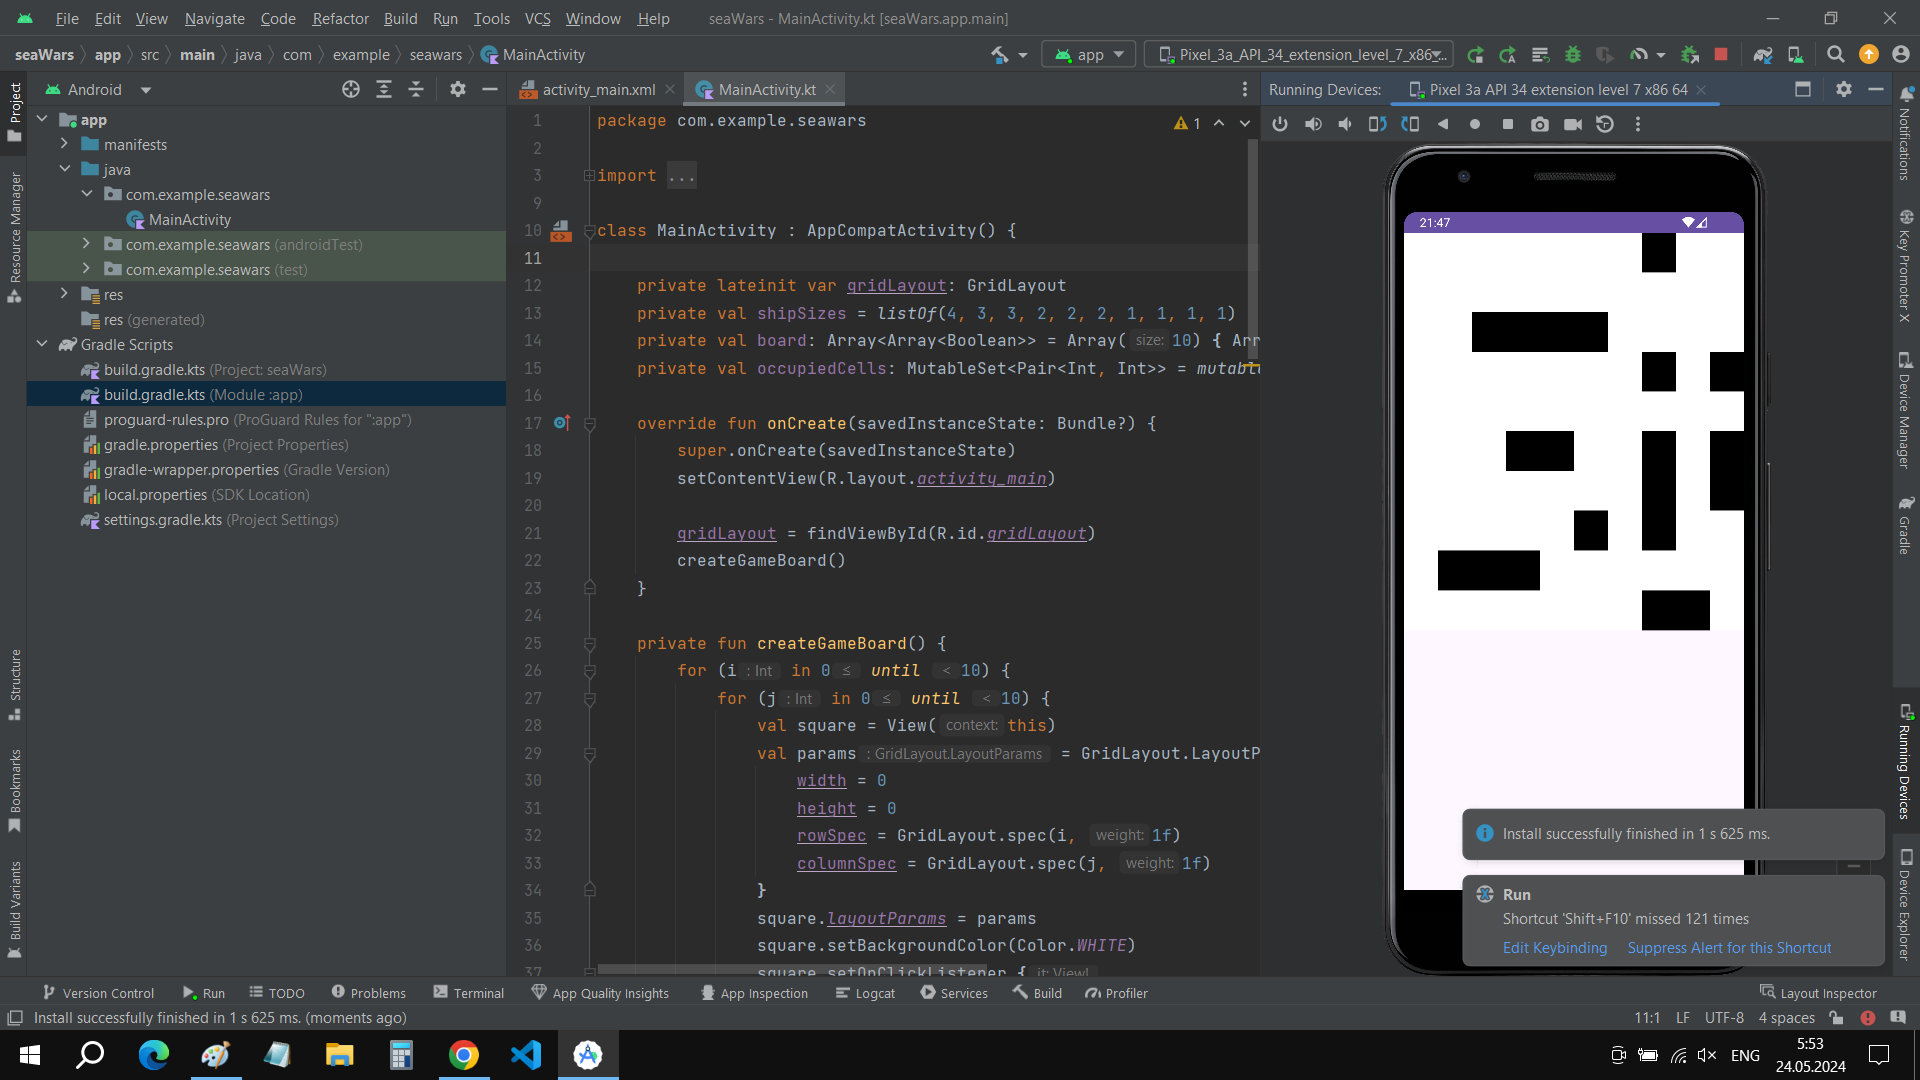 File Edit View Navigate Code Refactor Build Run Tools VCS Window Help seaWars - MainActivity.kt [seaWars.app.main]
seaWars app src main java com example seawars MainActivity
app Pixel_3a_API_34_extension_level_7_x86...
Android
activity_main.xml MainActivity.kt
Running Devices: Pixel 3a API 34 extension level 7 x86 64
Project
Resource Manager
Structure
Bookmarks
Build Variants
app
manifests
java
com.example.seawars
MainActivity
com.example.seawars (androidTest)
com.example.seawars (test)
res
res (generated)
Gradle Scripts
build.gradle.kts (Project: seaWars)
build.gradle.kts (Module :app)
proguard-rules.pro (ProGuard Rules for ":app")
gradle.properties (Project Properties)
gradle-wrapper.properties (Gradle Version)
local.properties (SDK Location)
settings.gradle.kts (Project Settings)
1 package com.example.seawars
1
2
3 import ...
9
10 class MainActivity : AppCompatActivity() {
11
12 private lateinit var gridLayout: GridLayout
13 private val shipSizes = listOf(4, 3, 3, 2, 2, 2, 1, 1, 1, 1)
14 private val board: Array<Array<Boolean>> = Array( size: 10) { Arr
15 private val occupiedCells: MutableSet<Pair<Int, Int>> = mutabl
16
17 override fun onCreate(savedInstanceState: Bundle?) {
18 super.onCreate(savedInstanceState)
19 setContentView(R.layout.activity_main)
20
21 gridLayout = findViewById(R.id.gridLayout)
22 createGameBoard()
23 }
24
25 private fun createGameBoard() {
26 for (i : Int in 0 ≤ until < 10) {
27 for (j : Int in 0 ≤ until < 10) {
28 val square = View( context: this)
29 val params : GridLayout.LayoutParams = GridLayout.LayoutP
30 width = 0
31 height = 0
32 rowSpec = GridLayout.spec(i, weight: 1f)
33 columnSpec = GridLayout.spec(j, weight: 1f)
34 }
35 square.layoutParams = params
36 square.setBackgroundColor(Color.WHITE)
37 square.setOnClickListener { it: View!
21:47
Install successfully finished in 1 s 625 ms.
Run
Shortcut 'Shift+F10' missed 121 times
Edit Keybinding Suppress Alert for this Shortcut
Notifications
Key Promoter X
Device Manager
Gradle
Running Devices
Device Explorer
Version Control Run TODO Problems Terminal App Quality Insights App Inspection Logcat Services Build Profiler Layout Inspector
Install successfully finished in 1 s 625 ms. (moments ago) 11:1 LF UTF-8 4 spaces
ENG 5:53
24.05.2024